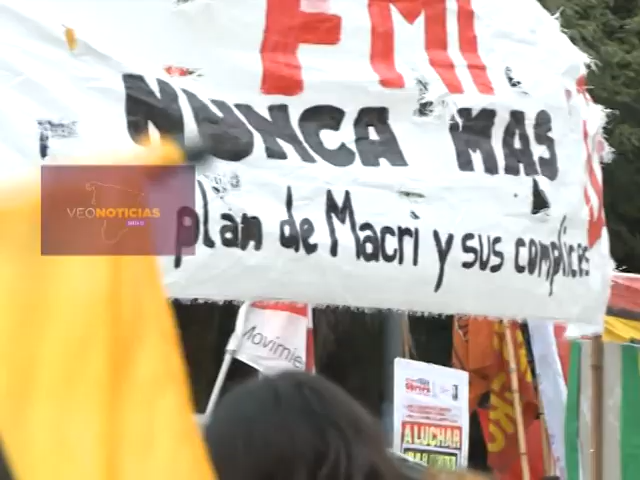 FMI
NUNCA MAS
plan de Macri y sus complices
VEONOTICIAS
Movimie
A LUCHAR